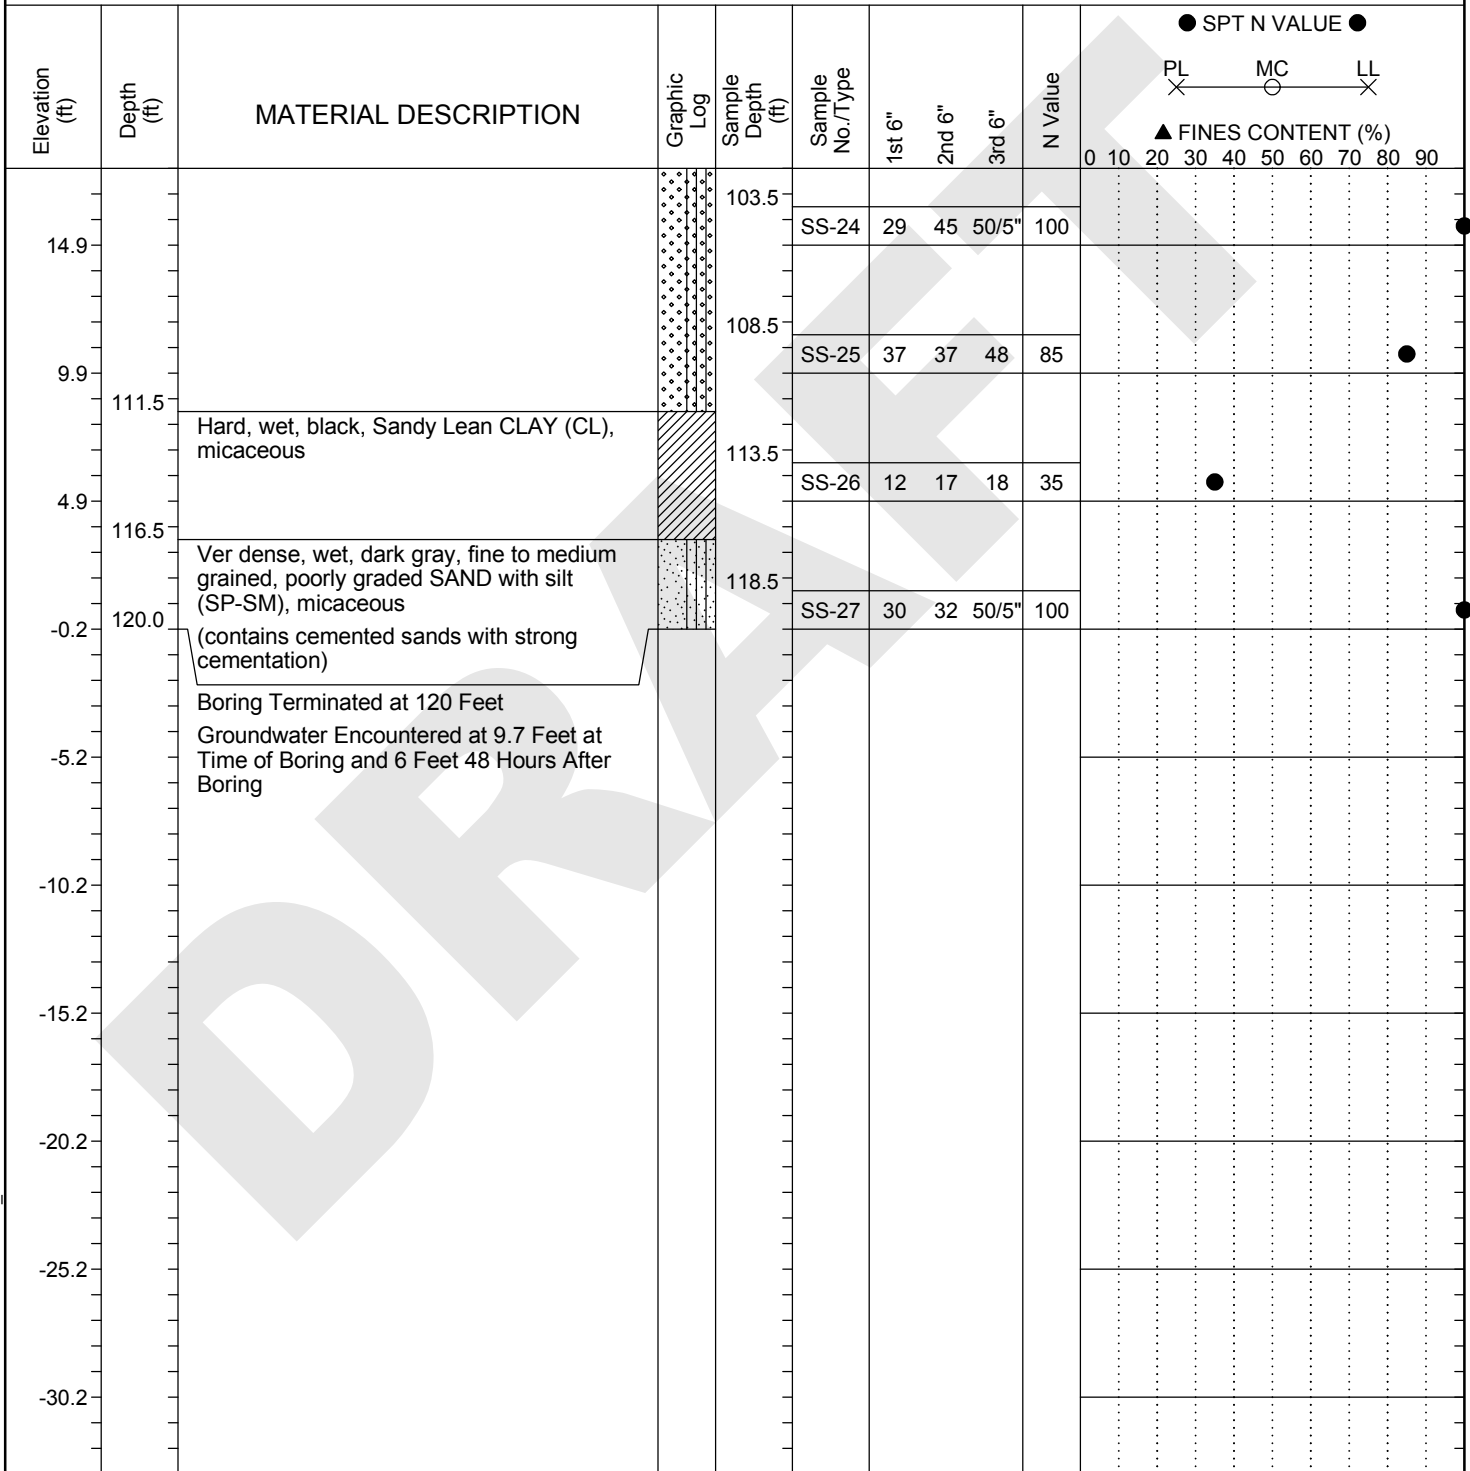 ● SPT N VALUE ●
PL MC LL
▲ FINES CONTENT (%)
0 10 20 30 40 50 60 70 80 90
Elevation
(ft)
Depth
(ft)
MATERIAL DESCRIPTION
Graphic
Log
Sample
Depth
(ft)
Sample
No./Type
1st 6"
2nd 6"
3rd 6"
N Value
103.5
SS-24 29 45 50/5" 100
14.9
108.5
SS-25 37 37 48 85
9.9
111.5
Hard, wet, black, Sandy Lean CLAY (CL),
micaceous
113.5
SS-26 12 17 18 35
4.9
116.5
Ver dense, wet, dark gray, fine to medium
grained, poorly graded SAND with silt
(SP-SM), micaceous
118.5
SS-27 30 32 50/5" 100
120.0
-0.2
(contains cemented sands with strong
cementation)
Boring Terminated at 120 Feet
Groundwater Encountered at 9.7 Feet at
Time of Boring and 6 Feet 48 Hours After
Boring
-5.2
-10.2
-15.2
-20.2
-25.2
-30.2
DRAFT